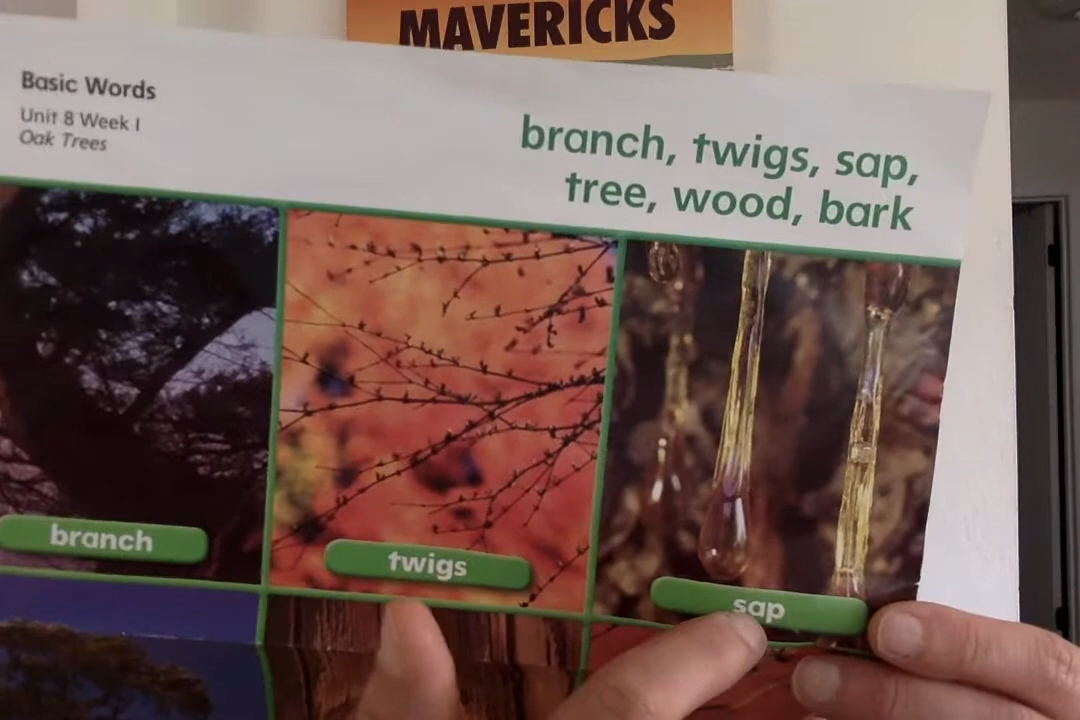 MAVERICKS
Basic Words
Unit 8 Week 1
Oak Trees
branch, twigs, sap,
tree, wood, bark
branch
twigs
sap